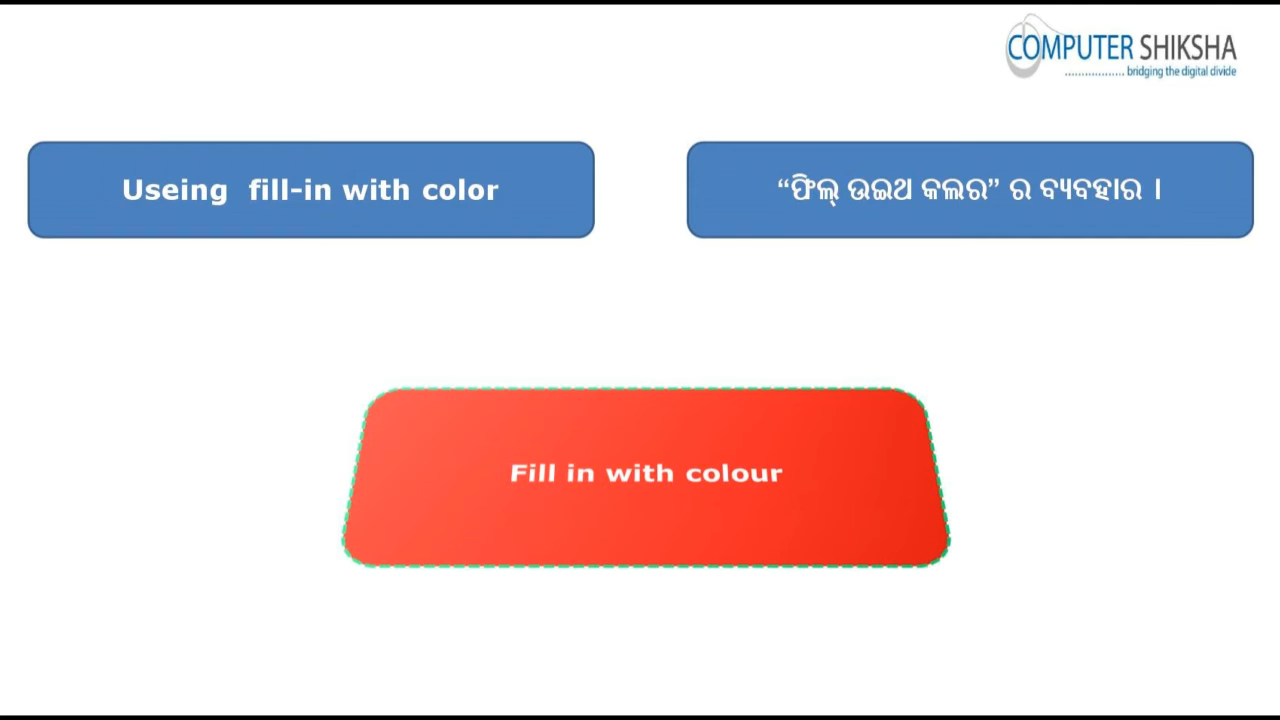 COMPUTER SHIKSHA
bridging the digital divide
Useing fill-in with color
“ଫିଲ୍ ଉଇଥ କଲର” ର ବ୍ୟବହାର ।
Fill in with colour